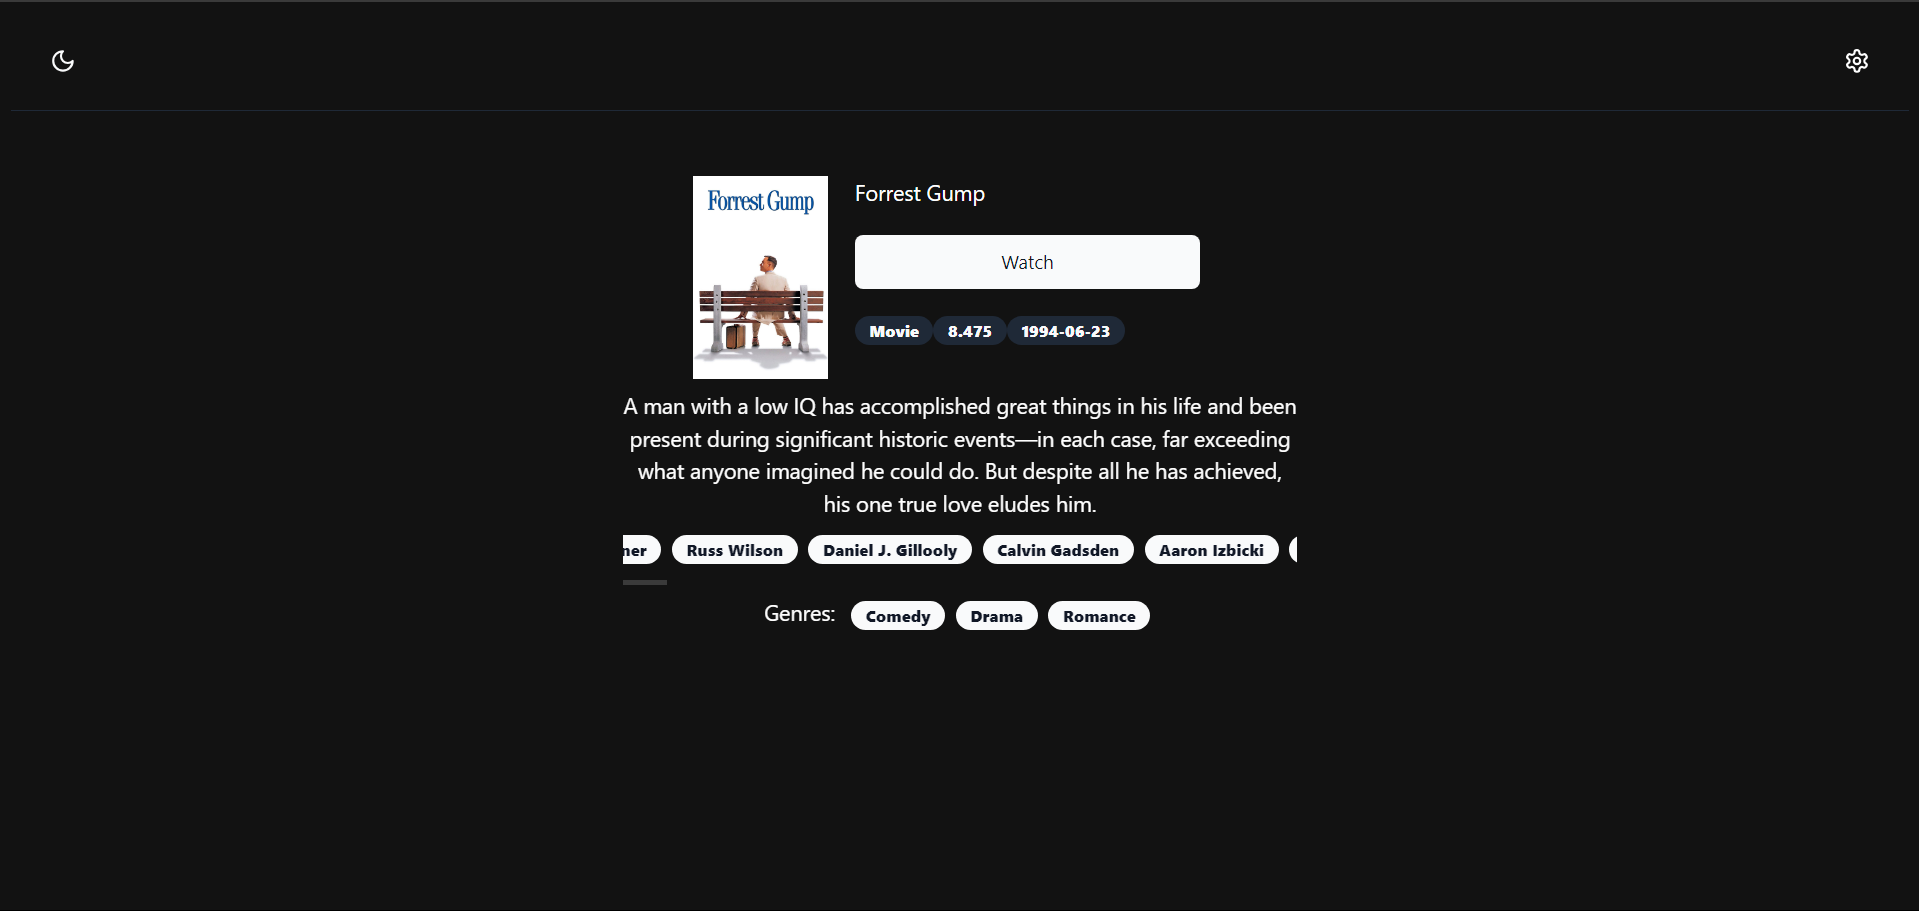 Forrest Gump
Forrest Gump
Watch
Movie 8.475 1994-06-23
A man with a low IQ has accomplished great things in his life and been
present during significant historic events—in each case, far exceeding
what anyone imagined he could do. But despite all he has achieved,
his one true love eludes him.
ner Russ Wilson Daniel J. Gillooly Calvin Gadsden Aaron Izbicki
Genres: Comedy Drama Romance